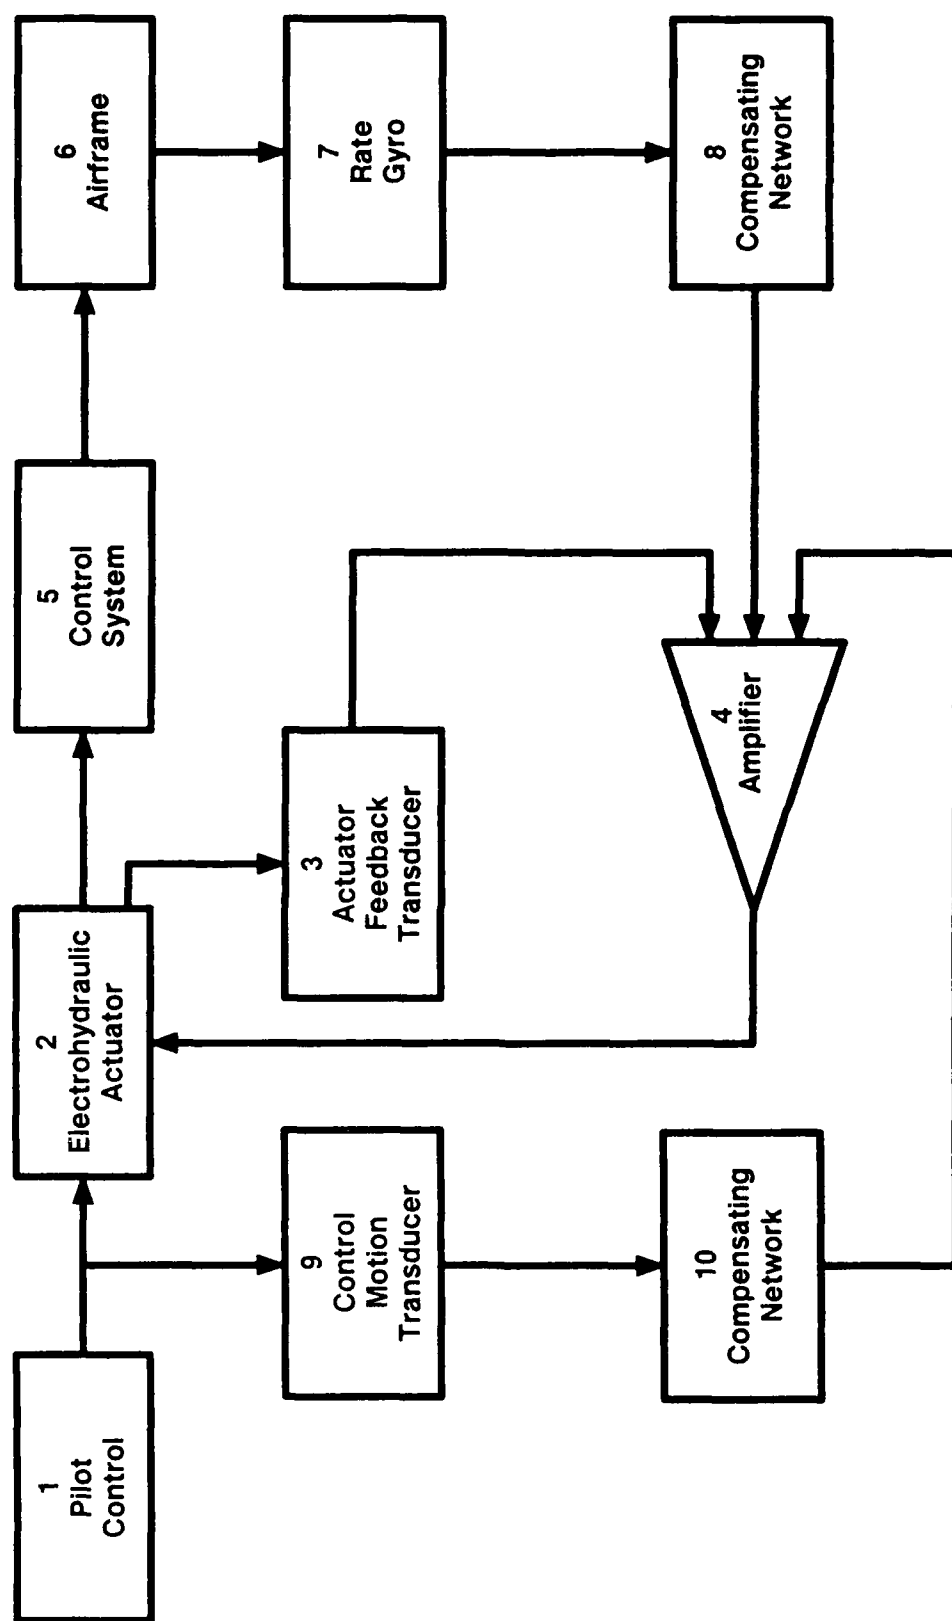 1
Pilot
Control
2
Electrohydraulic
Actuator
5
Control
System
6
Airframe
9
Control
Motion
Transducer
3
Actuator
Feedback
Transducer
7
Rate
Gyro
10
Compensating
Network
4
Amplifier
8
Compensating
Network